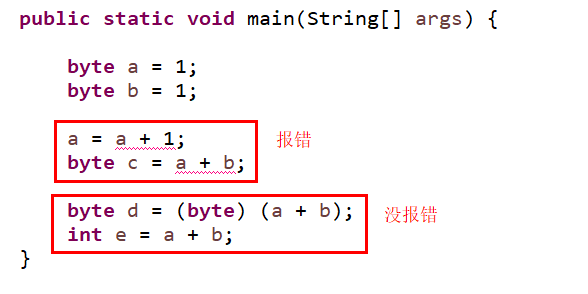 public static void main(String[] args) {
byte a = 1;
byte b = 1;
a = a + 1;
报错
byte c = a + b;
byte d = (byte) (a + b);
没报错
int e = a + b;
}